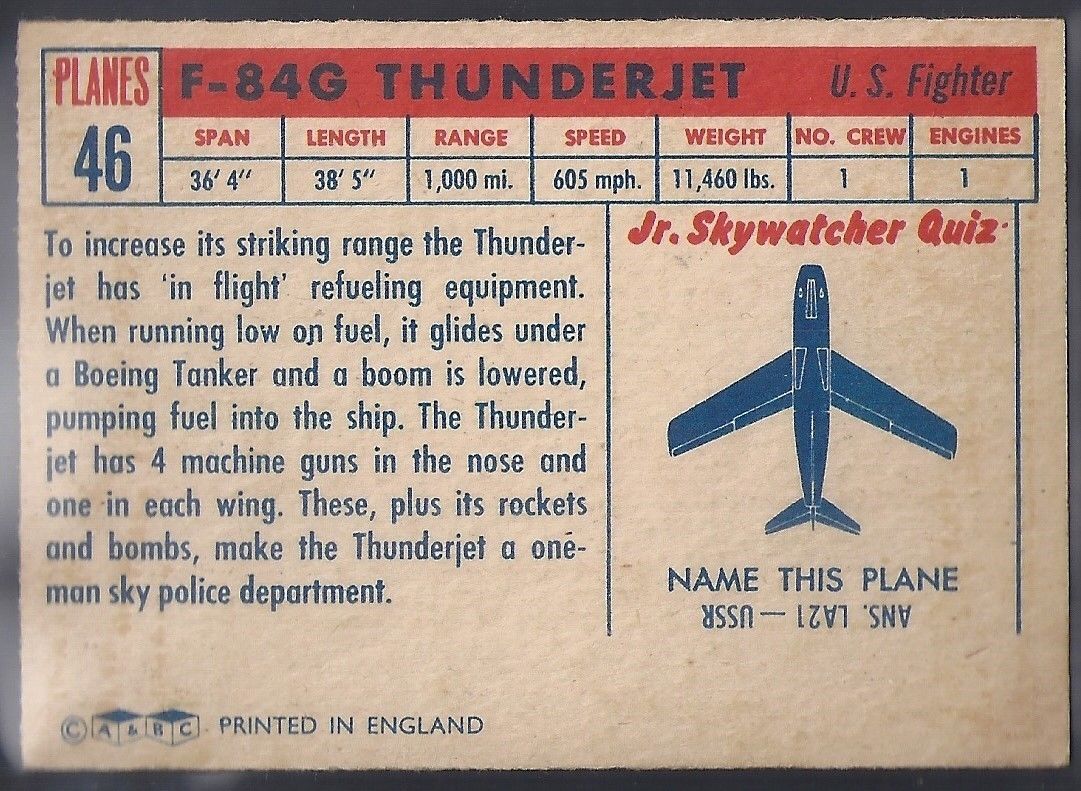 PLANES
46
F-84G THUNDERJET U. S. Fighter
SPAN LENGTH RANGE SPEED WEIGHT NO. CREW ENGINES
36' 4" 38' 5" 1,000 mi. 605 mph. 11,460 lbs. 1 1
To increase its striking range the Thunder-
jet has 'in flight' refueling equipment.
When running low on fuel, it glides under
a Boeing Tanker and a boom is lowered,
pumping fuel into the ship. The Thunder-
jet has 4 machine guns in the nose and
one in each wing. These, plus its rockets
and bombs, make the Thunderjet a one-
man sky police department.
Jr. Skywatcher Quiz
NAME THIS PLANE
ANS. LA21 — USSR
© A & B C PRINTED IN ENGLAND